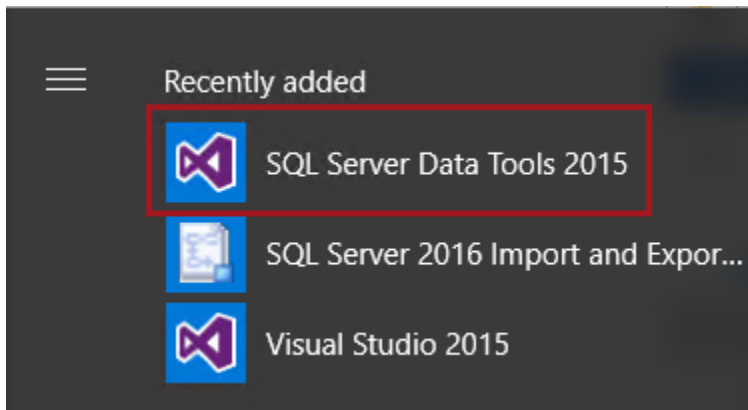 Recently added
SQL Server Data Tools 2015
SQL Server 2016 Import and Expor...
Visual Studio 2015